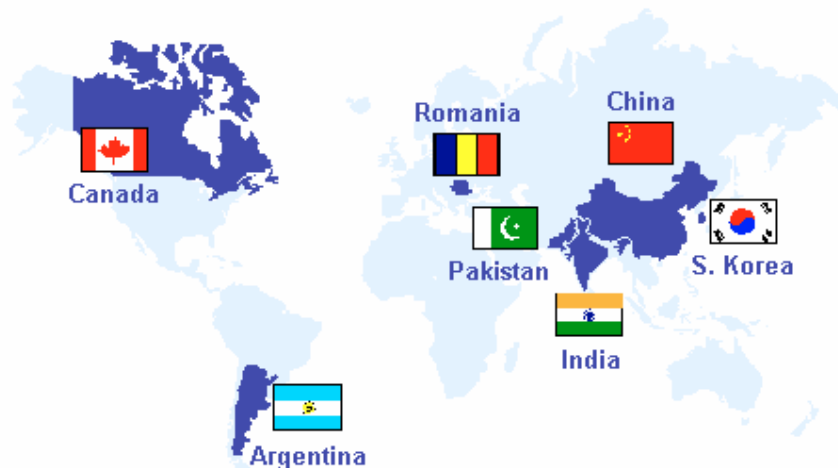 Romania
China
Canada
Pakistan
S. Korea
India
Argentina